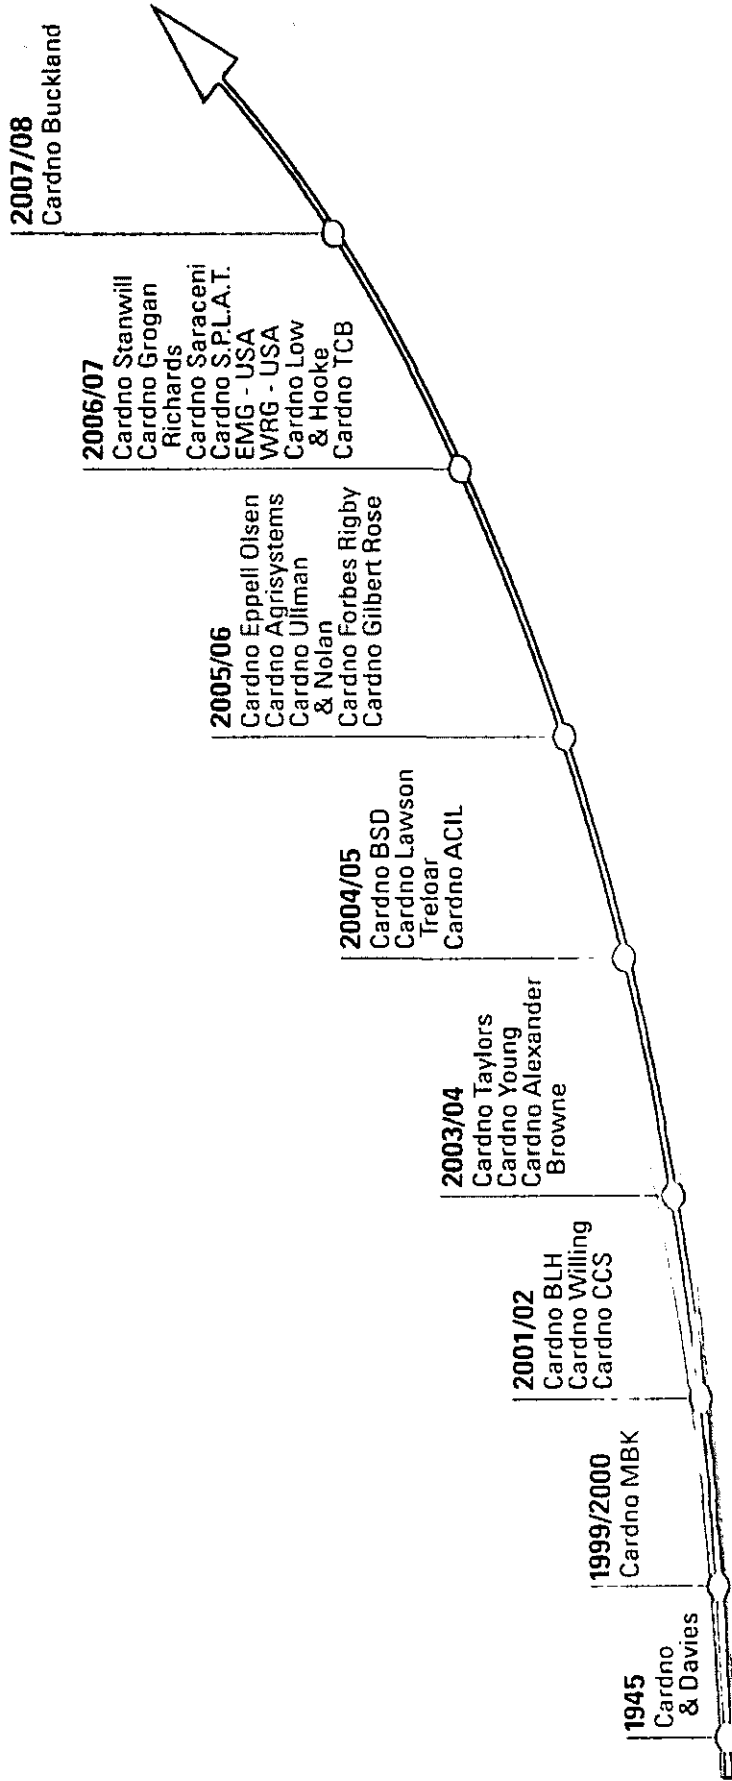 1945
Cardno
& Davies
1999/2000
Cardno MBK
2001/02
Cardno BLH
Cardno Willing
Cardno CCS
2003/04
Cardno Taylors
Cardno Young
Cardno Alexander
Browne
2004/05
Cardno BSD
Cardno Lawson
Treloar
Cardno ACIL
2005/06
Cardno Eppell Olsen
Cardno Agrisystems
Cardno Ullman
& Nolan
Cardno Forbes Rigby
Cardno Gilbert Rose
2006/07
Cardno Stanwill
Cardno Grogan
Richards
Cardno Saraceni
Cardno S.P.L.A.T.
EMG - USA
WRG - USA
Cardno Low
& Hooke
Cardno TCB
2007/08
Cardno Buckland